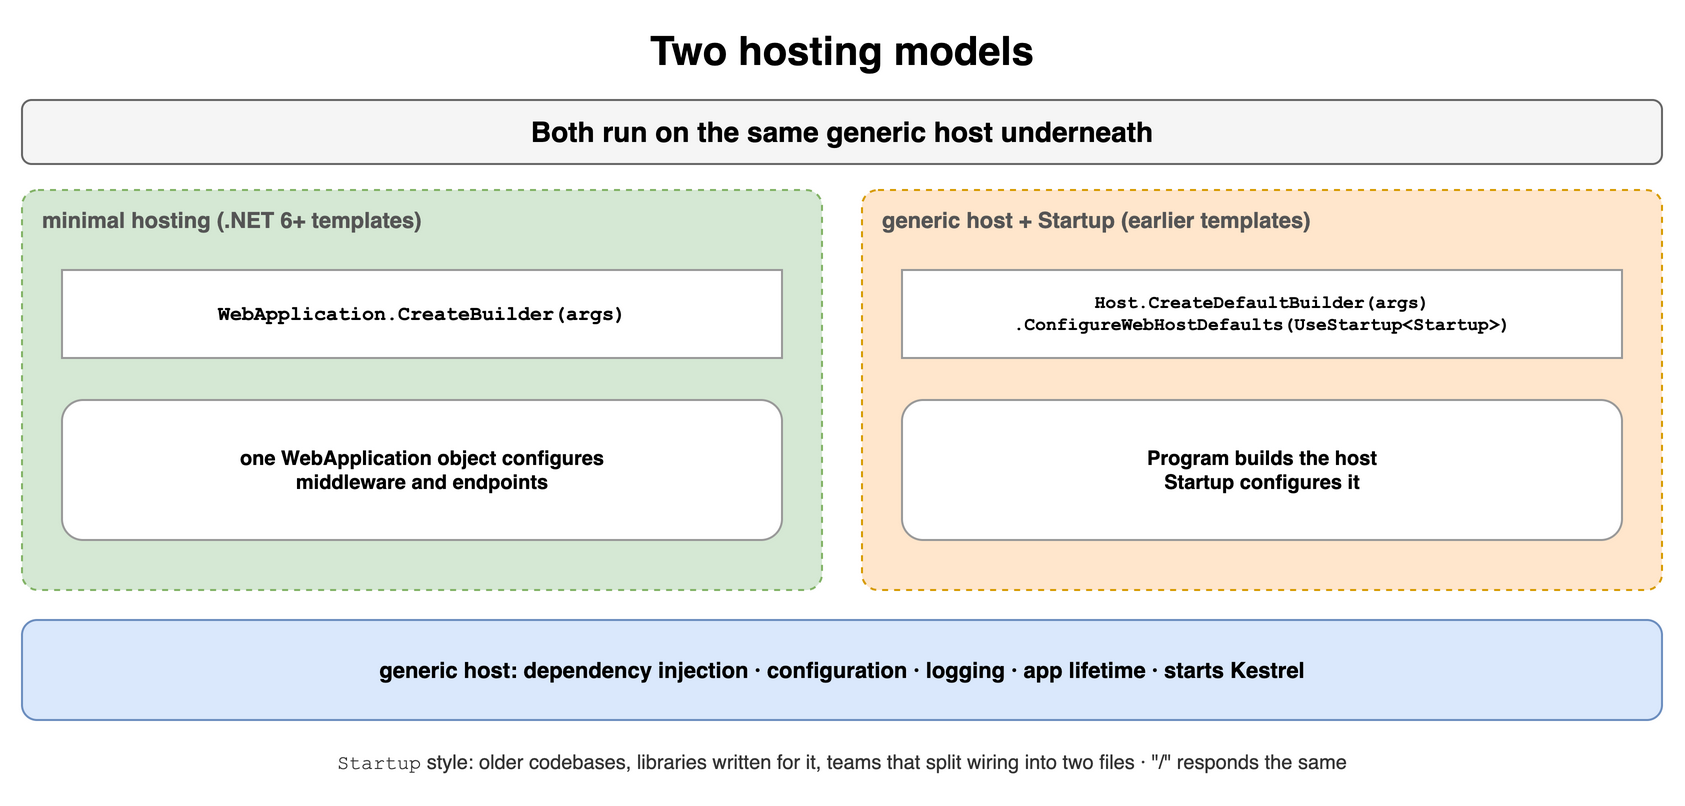 Two hosting models
Both run on the same generic host underneath
minimal hosting (.NET 6+ templates)
WebApplication.CreateBuilder(args)
one WebApplication object configures
middleware and endpoints
generic host + Startup (earlier templates)
Host.CreateDefaultBuilder(args)
.ConfigureWebHostDefaults(UseStartup<Startup>)
Program builds the host
Startup configures it
generic host: dependency injection · configuration · logging · app lifetime · starts Kestrel
Startup style: older codebases, libraries written for it, teams that split wiring into two files · "/" responds the same